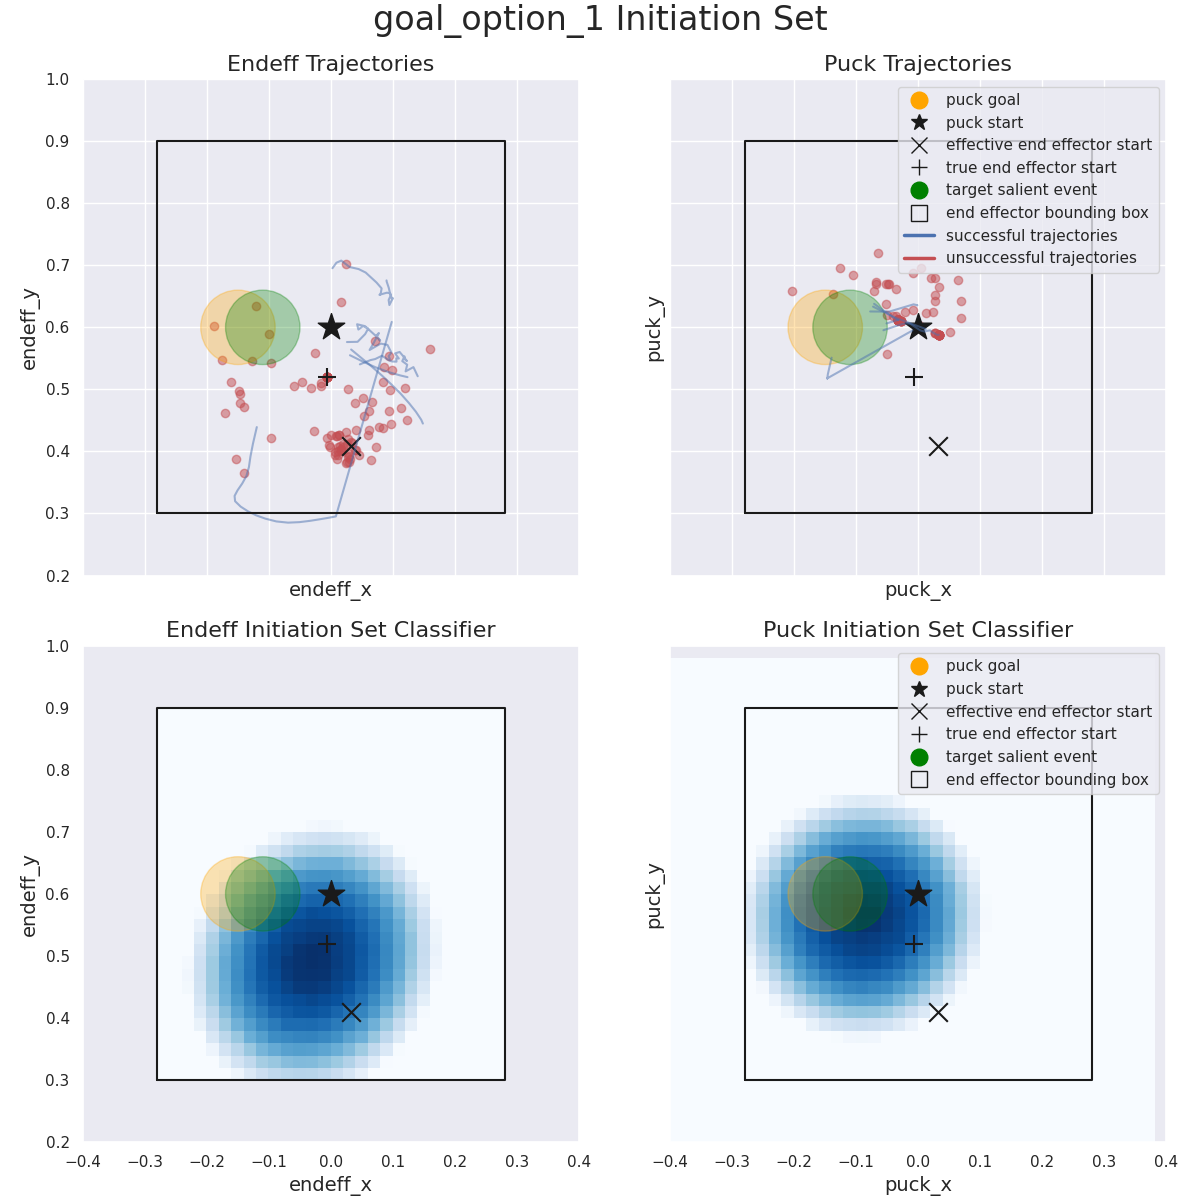 goal_option_1 Initiation Set
Endeff Trajectories
1.0
0.9
0.8
0.7
0.6
0.5
0.4
0.3
0.2
endeff_y
endeff_x
Puck Trajectories
puck goal
puck start
effective end effector start
true end effector start
target salient event
end effector bounding box
successful trajectories
unsuccessful trajectories
puck_y
puck_x
Endeff Initiation Set Classifier
1.0
0.9
0.8
0.7
0.6
0.5
0.4
0.3
0.2
endeff_y
−0.4 −0.3 −0.2 −0.1 0.0 0.1 0.2 0.3 0.4
endeff_x
Puck Initiation Set Classifier
puck goal
puck start
effective end effector start
true end effector start
target salient event
end effector bounding box
puck_y
−0.4 −0.3 −0.2 −0.1 0.0 0.1 0.2 0.3 0.4
puck_x